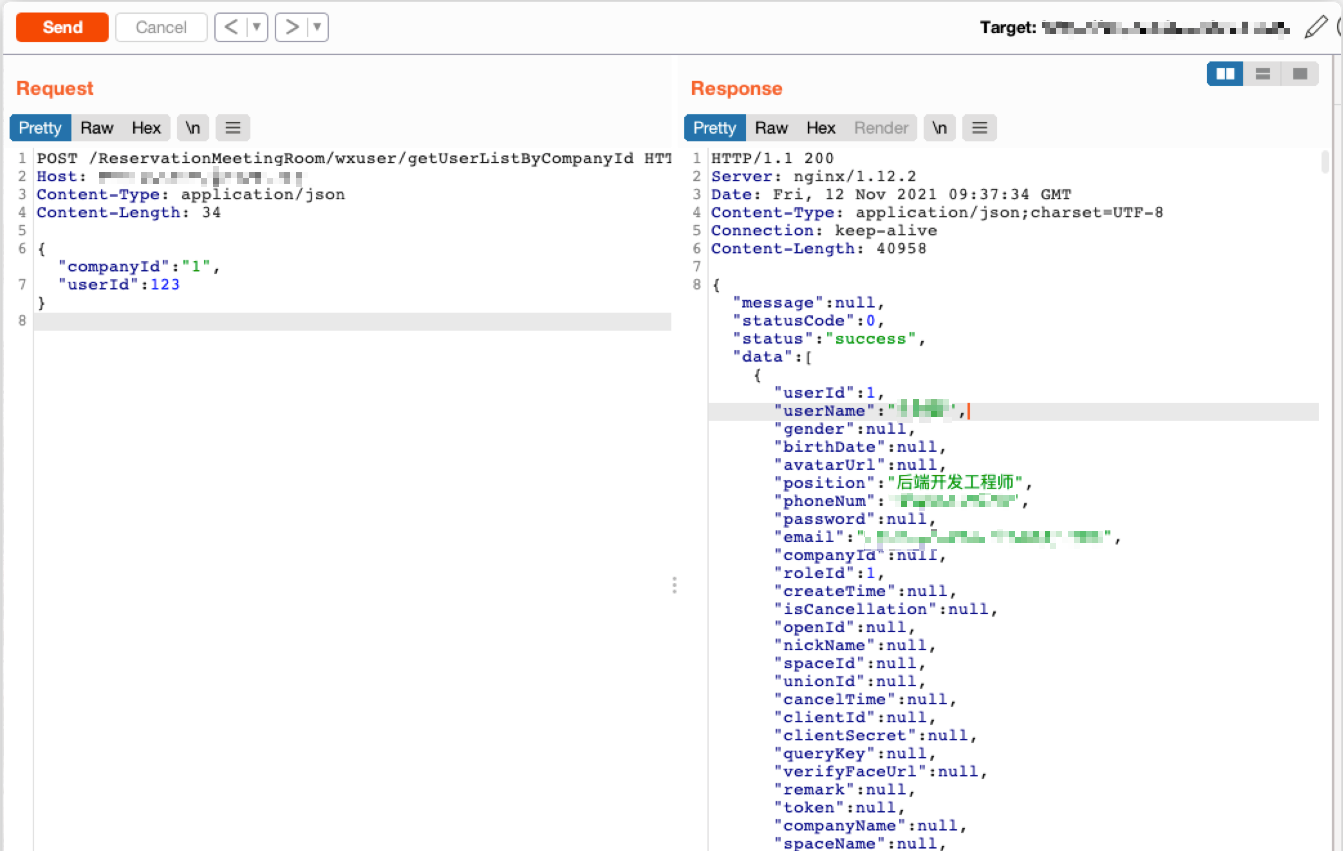 Send
Cancel
<
>
Target:
Request
Response
Pretty Raw Hex \n
Pretty Raw Hex Render \n
1 POST /ReservationMeetingRoom/wxuser/getUserListByCompanyId HTT
2 Host:
3 Content-Type: application/json
4 Content-Length: 34
5
6 {
"companyId":"1",
7 "userId":123
}
8
1 HTTP/1.1 200
2 Server: nginx/1.12.2
3 Date: Fri, 12 Nov 2021 09:37:34 GMT
4 Content-Type: application/json;charset=UTF-8
5 Connection: keep-alive
6 Content-Length: 40958
7
8 {
"message":null,
"statusCode":0,
"status":"success",
"data":[
{
"userId":1,
"userName":" ",
"gender":null,
"birthDate":null,
"avatarUrl":null,
"position":"后端开发工程师",
"phoneNum": ",
"password":null,
"email":" ",
"companyId":null,
"roleId":1,
"createTime":null,
"isCancellation":null,
"openId":null,
"nickName":null,
"spaceId":null,
"unionId":null,
"cancelTime":null,
"clientId":null,
"clientSecret":null,
"queryKey":null,
"verifyFaceUrl":null,
"remark":null,
"token":null,
"companyName":null,
"spaceName":null,